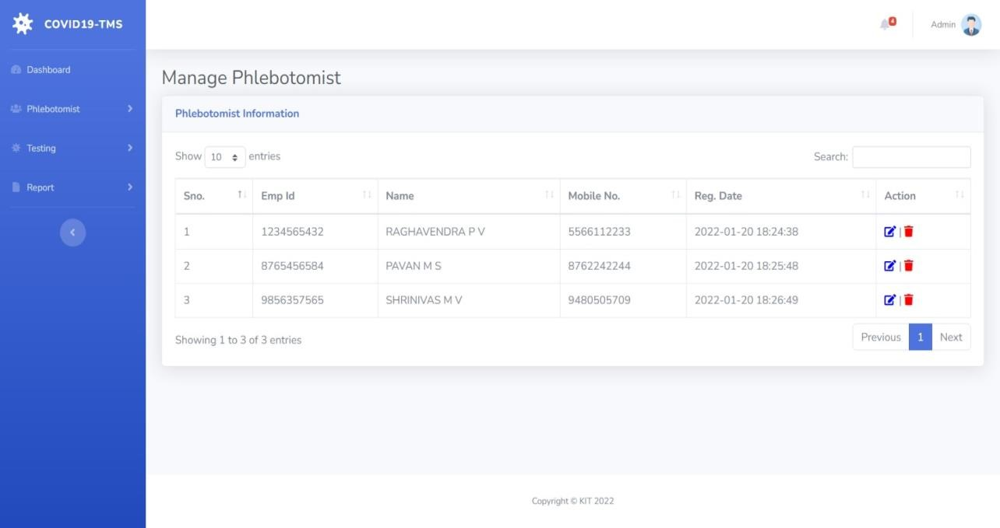 COVID19-TMS
4
Admin
Dashboard
Phlebotomist
Testing
Report
Manage Phlebotomist
Phlebotomist Information
Show 10 entries
Search:
Sno. Emp Id Name Mobile No. Reg. Date Action
1 1234565432 RAGHAVENDRA P V 5566112233 2022-01-20 18:24:38 |
2 8765456584 PAVAN M S 8762242244 2022-01-20 18:25:48 |
3 9856357565 SHRINIVAS M V 9480505709 2022-01-20 18:26:49 |
Showing 1 to 3 of 3 entries
Previous 1 Next
Copyright © KIT 2022